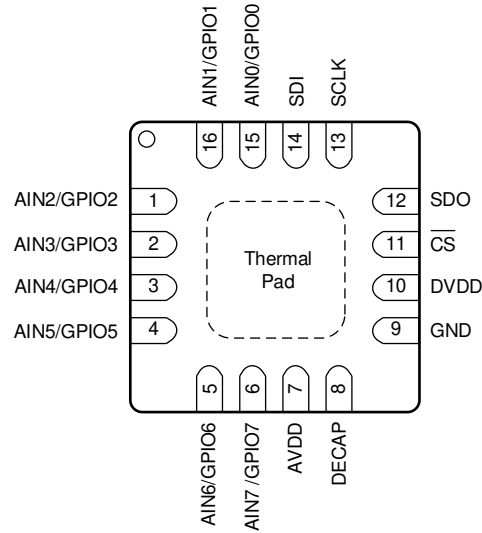 AIN1/GPIO1
AIN0/GPIO0
SDI
SCLK
16
15
14
13
AIN2/GPIO2 1
12 SDO
AIN3/GPIO3 2
11 CS
AIN4/GPIO4 3
10 DVDD
AIN5/GPIO5 4
9 GND
Thermal
Pad
5
6
7
8
AIN6/GPIO6
AIN7 /GPIO7
AVDD
DECAP